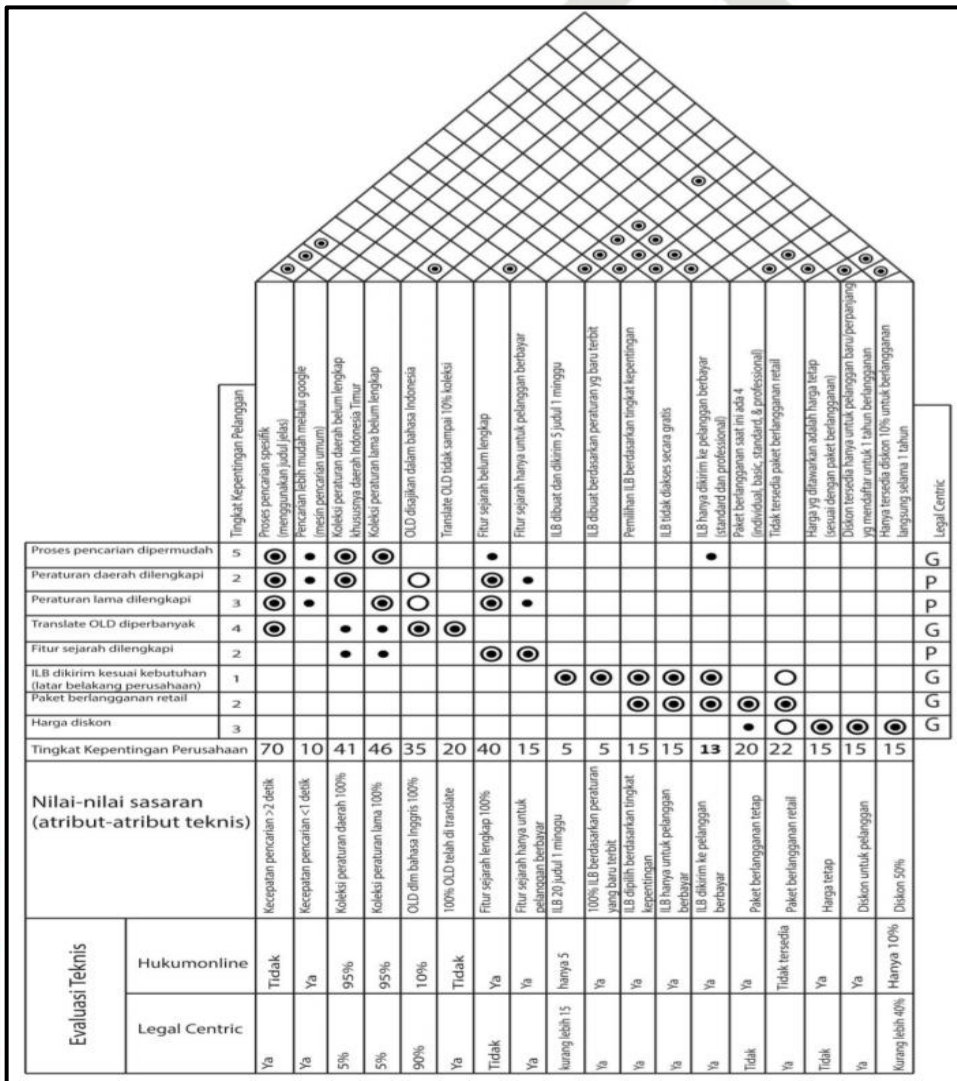 Tingkat Kepentingan Pelanggan
Proses pencarian spesifik
(menggunakan judul jelas)
Pencarian lebih mudah melalui google
(mesin pencarian umum)
Koleksi peraturan daerah belum lengkap
khususnya daerah Indonesia Timur
Koleksi peraturan lama belum lengkap
OLD disajikan dalam bahasa Indonesia
Translate OLD tidak sampai 10% koleksi
Fitur sejarah belum lengkap
Fitur sejarah hanya untuk pelanggan berbayar
ILB dibuat dan dikirim 5 judul 1 minggu
ILB dibuat berdasarkan peraturan yg baru terbit
Pemilihan ILB berdasarkan tingkat kepentingan
ILB tidak diakses secara gratis
ILB hanya dikirim ke pelanggan berbayar
(standard dan professional)
Paket berlangganan saat ini ada 4
(individual, basic, standard, & professional)
Tidak tersedia paket berlangganan retail
Harga yg ditawarkan adalah harga tetap
(sesuai dengan paket berlangganan)
Diskon tersedia hanya untuk pelanggan baru/perpanjang
yg mendaftar untuk 1 tahun berlangganan
Hanya tersedia diskon 10% untuk berlangganan
langsung selama 1 tahun
Legal Centric
Proses pencarian dipermudah 5 G
Peraturan daerah dilengkapi 2 P
Peraturan lama dilengkapi 3 P
Translate OLD diperbanyak 4 G
Fitur sejarah dilengkapi 2 P
ILB dikirim kesuai kebutuhan
(latar belakang perusahaan) 1 G
Paket berlangganan retail 2 G
Harga diskon 3 G
Tingkat Kepentingan Perusahaan 70 10 41 46 35 20 40 15 5 5 15 15 13 20 22 15 15 15
Nilai-nilai sasaran
(atribut-atribut teknis)
Kecepatan pencarian >2 detik
Kecepatan pencarian <1 detik
Koleksi peraturan daerah 100%
Koleksi peraturan lama 100%
OLD dlm bahasa Inggris 100%
100% OLD telah di translate
Fitur sejarah lengkap 100%
Fitur sejarah hanya untuk
pelanggan berbayar
ILB 20 judul 1 minggu
100% ILB berdasarkan peraturan
yang baru terbit
ILB dipilih berdasarkan tingkat
kepentingan
ILB hanya untuk pelanggan
berbayar
ILB dikirim ke pelanggan
berbayar
Paket berlangganan tetap
Paket berlangganan retail
Harga tetap
Diskon untuk pelanggan
Diskon 50%
Evaluasi Teknis
Hukumonline Tidak Ya 95% 95% 10% Tidak Ya Ya hanya 5 Ya Ya Ya Ya Ya Tidak tersedia Ya Ya Hanya 10%
Legal Centric Ya Ya 5% 5% 90% Ya Tidak Ya kurang lebih 15 Ya Ya Ya Ya Tidak Ya Tidak Ya Kurang lebih 40%